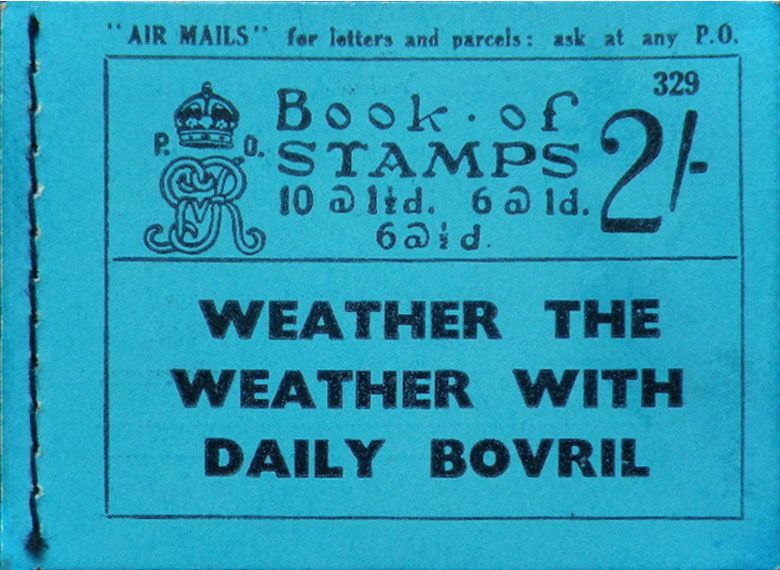 "AIR MAILS" for letters and parcels: ask at any P.O.
329
P. O.
GRV
Book · of
STAMPS
2/-
10 @ 1½d. 6 @ 1d.
6 @ ½d.
WEATHER THE
WEATHER WITH
DAILY BOVRIL